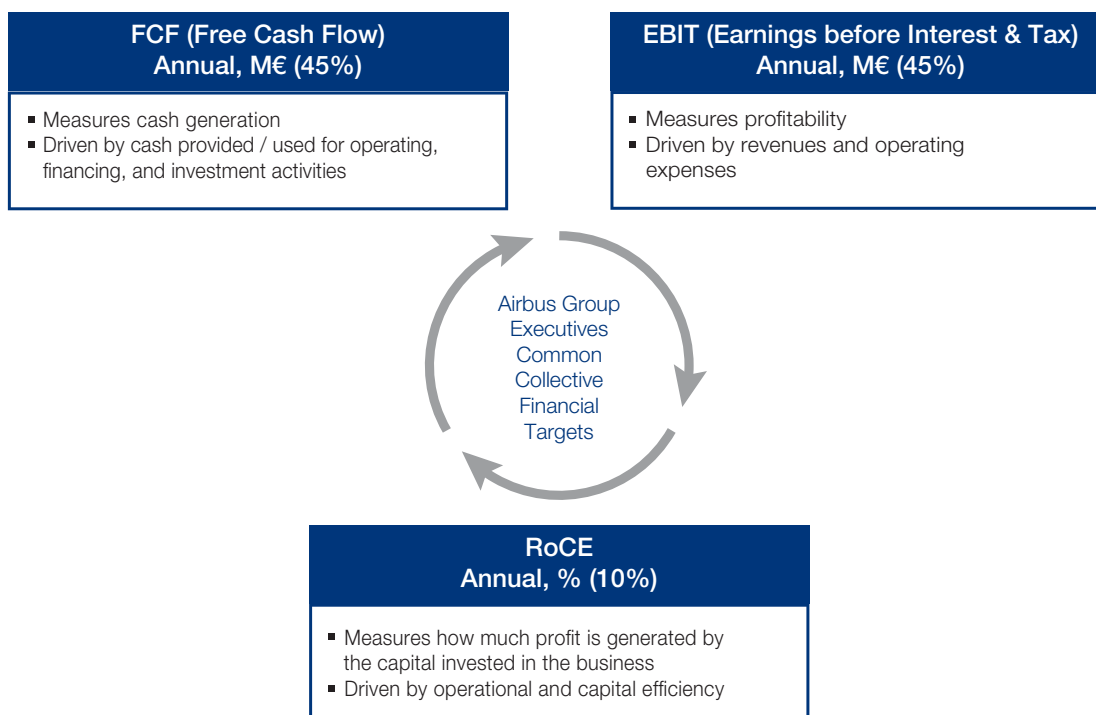 FCF (Free Cash Flow)
Annual, M€ (45%)
▪ Measures cash generation
▪ Driven by cash provided / used for operating,
financing, and investment activities
EBIT (Earnings before Interest & Tax)
Annual, M€ (45%)
▪ Measures profitability
▪ Driven by revenues and operating
expenses
Airbus Group
Executives
Common
Collective
Financial
Targets
RoCE
Annual, % (10%)
▪ Measures how much profit is generated by
the capital invested in the business
▪ Driven by operational and capital efficiency